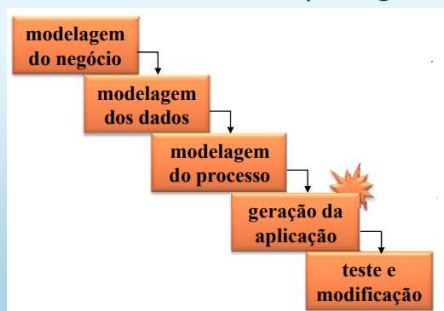 modelagem
do negócio
modelagem
dos dados
modelagem
do processo
geração da
aplicação
teste e
modificação